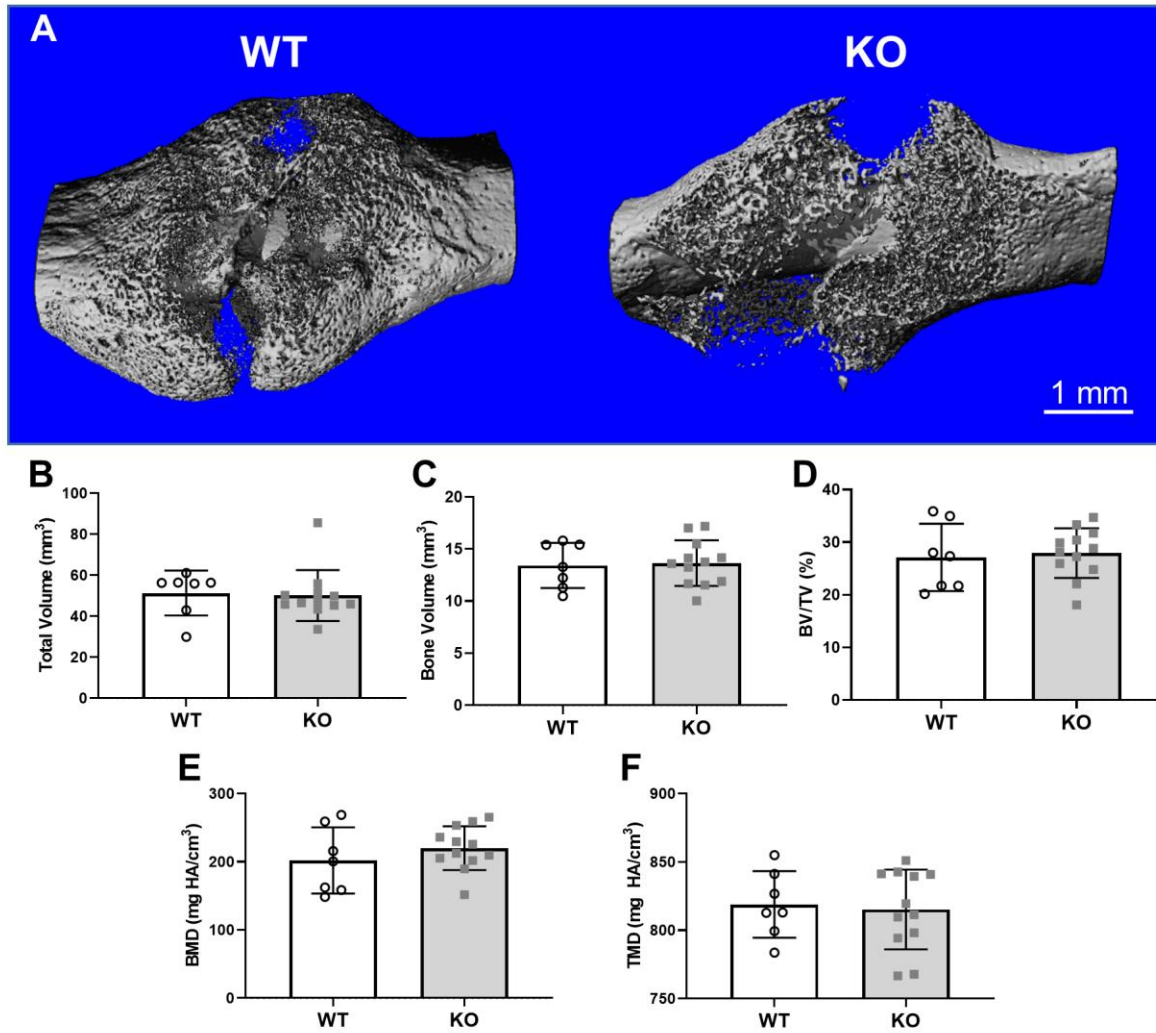 A
WT
KO
1 mm
B
Total Volume (mm³)
100
80
60
40
20
0
WT
KO
C
Bone Volume (mm³)
20
15
10
5
0
WT
KO
D
BV/TV (%)
40
30
20
10
0
WT
KO
E
BMD (mg HA/cm³)
300
200
100
0
WT
KO
F
TMD (mg HA/cm³)
900
850
800
750
WT
KO